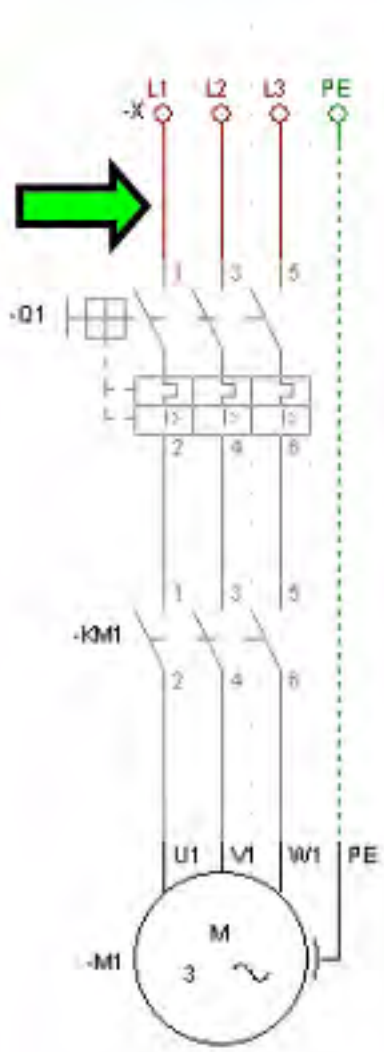 L1 L2 L3 PE
-X
1 3 5
-Q1
2 4 6
1 3 5
-KM1
2 4 6
U1 V1 W1 PE
M
-M1 3 ~